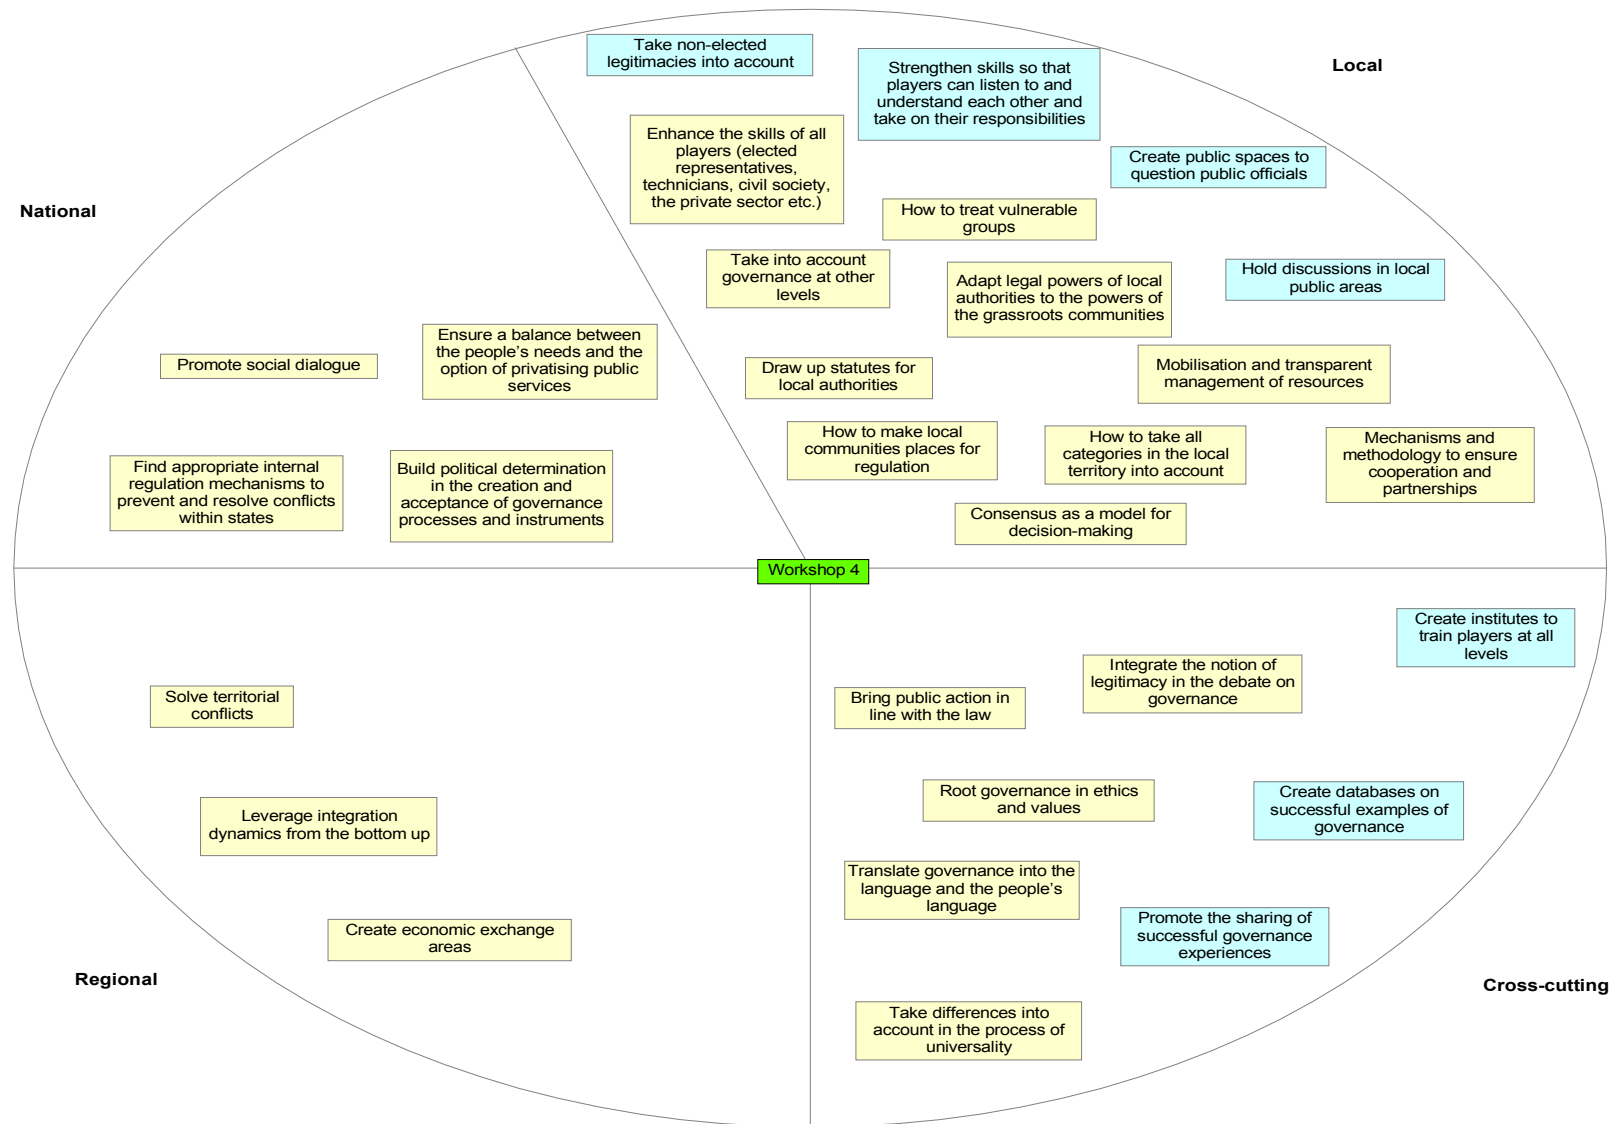 National
Promote social dialogue
Ensure a balance between
the people's needs and the
option of privatising public
services
Find appropriate internal
regulation mechanisms to
prevent and resolve conflicts
within states
Build political determination
in the creation and
acceptance of governance
processes and instruments
Local
Take non-elected
legitimacies into account
Strengthen skills so that
players can listen to and
understand each other and
take on their responsibilities
Enhance the skills of all
players (elected
representatives,
technicians, civil society,
the private sector etc.)
Create public spaces to
question public officials
How to treat vulnerable
groups
Take into account
governance at other
levels
Adapt legal powers of local
authorities to the powers of
the grassroots communities
Hold discussions in local
public areas
Draw up statutes for
local authorities
Mobilisation and transparent
management of resources
How to make local
communities places for
regulation
How to take all
categories in the local
territory into account
Mechanisms and
methodology to ensure
cooperation and
partnerships
Consensus as a model for
decision-making
Workshop 4
Regional
Solve territorial
conflicts
Leverage integration
dynamics from the bottom up
Create economic exchange
areas
Cross-cutting
Create institutes to
train players at all
levels
Integrate the notion of
legitimacy in the debate on
governance
Bring public action in
line with the law
Root governance in ethics
and values
Create databases on
successful examples of
governance
Translate governance into the
language and the people's
language
Promote the sharing of
successful governance
experiences
Take differences into
account in the process of
universality